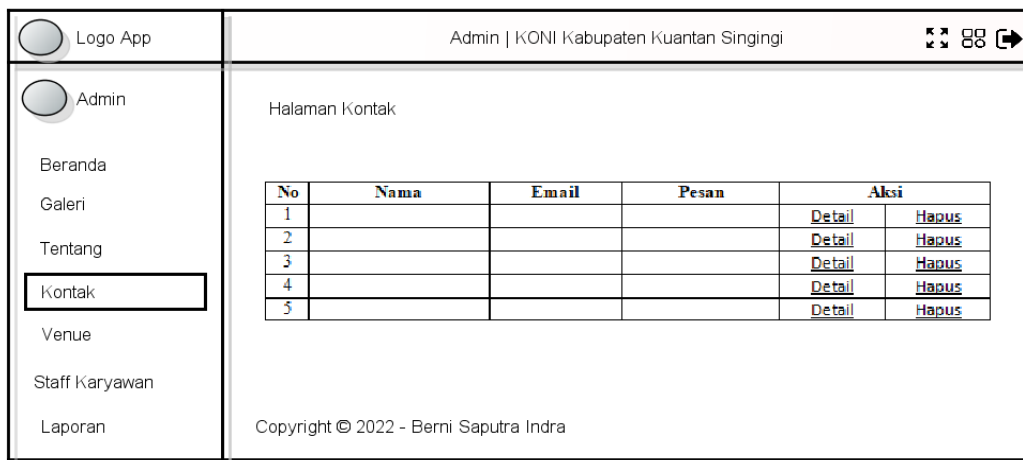 Logo App
Admin | KONI Kabupaten Kuantan Singingi
Admin
Beranda
Galeri
Tentang
Kontak
Venue
Staff Karyawan
Laporan
Halaman Kontak
No Nama Email Pesan Aksi
1 Detail Hapus
2 Detail Hapus
3 Detail Hapus
4 Detail Hapus
5 Detail Hapus
Copyright © 2022 - Berni Saputra Indra